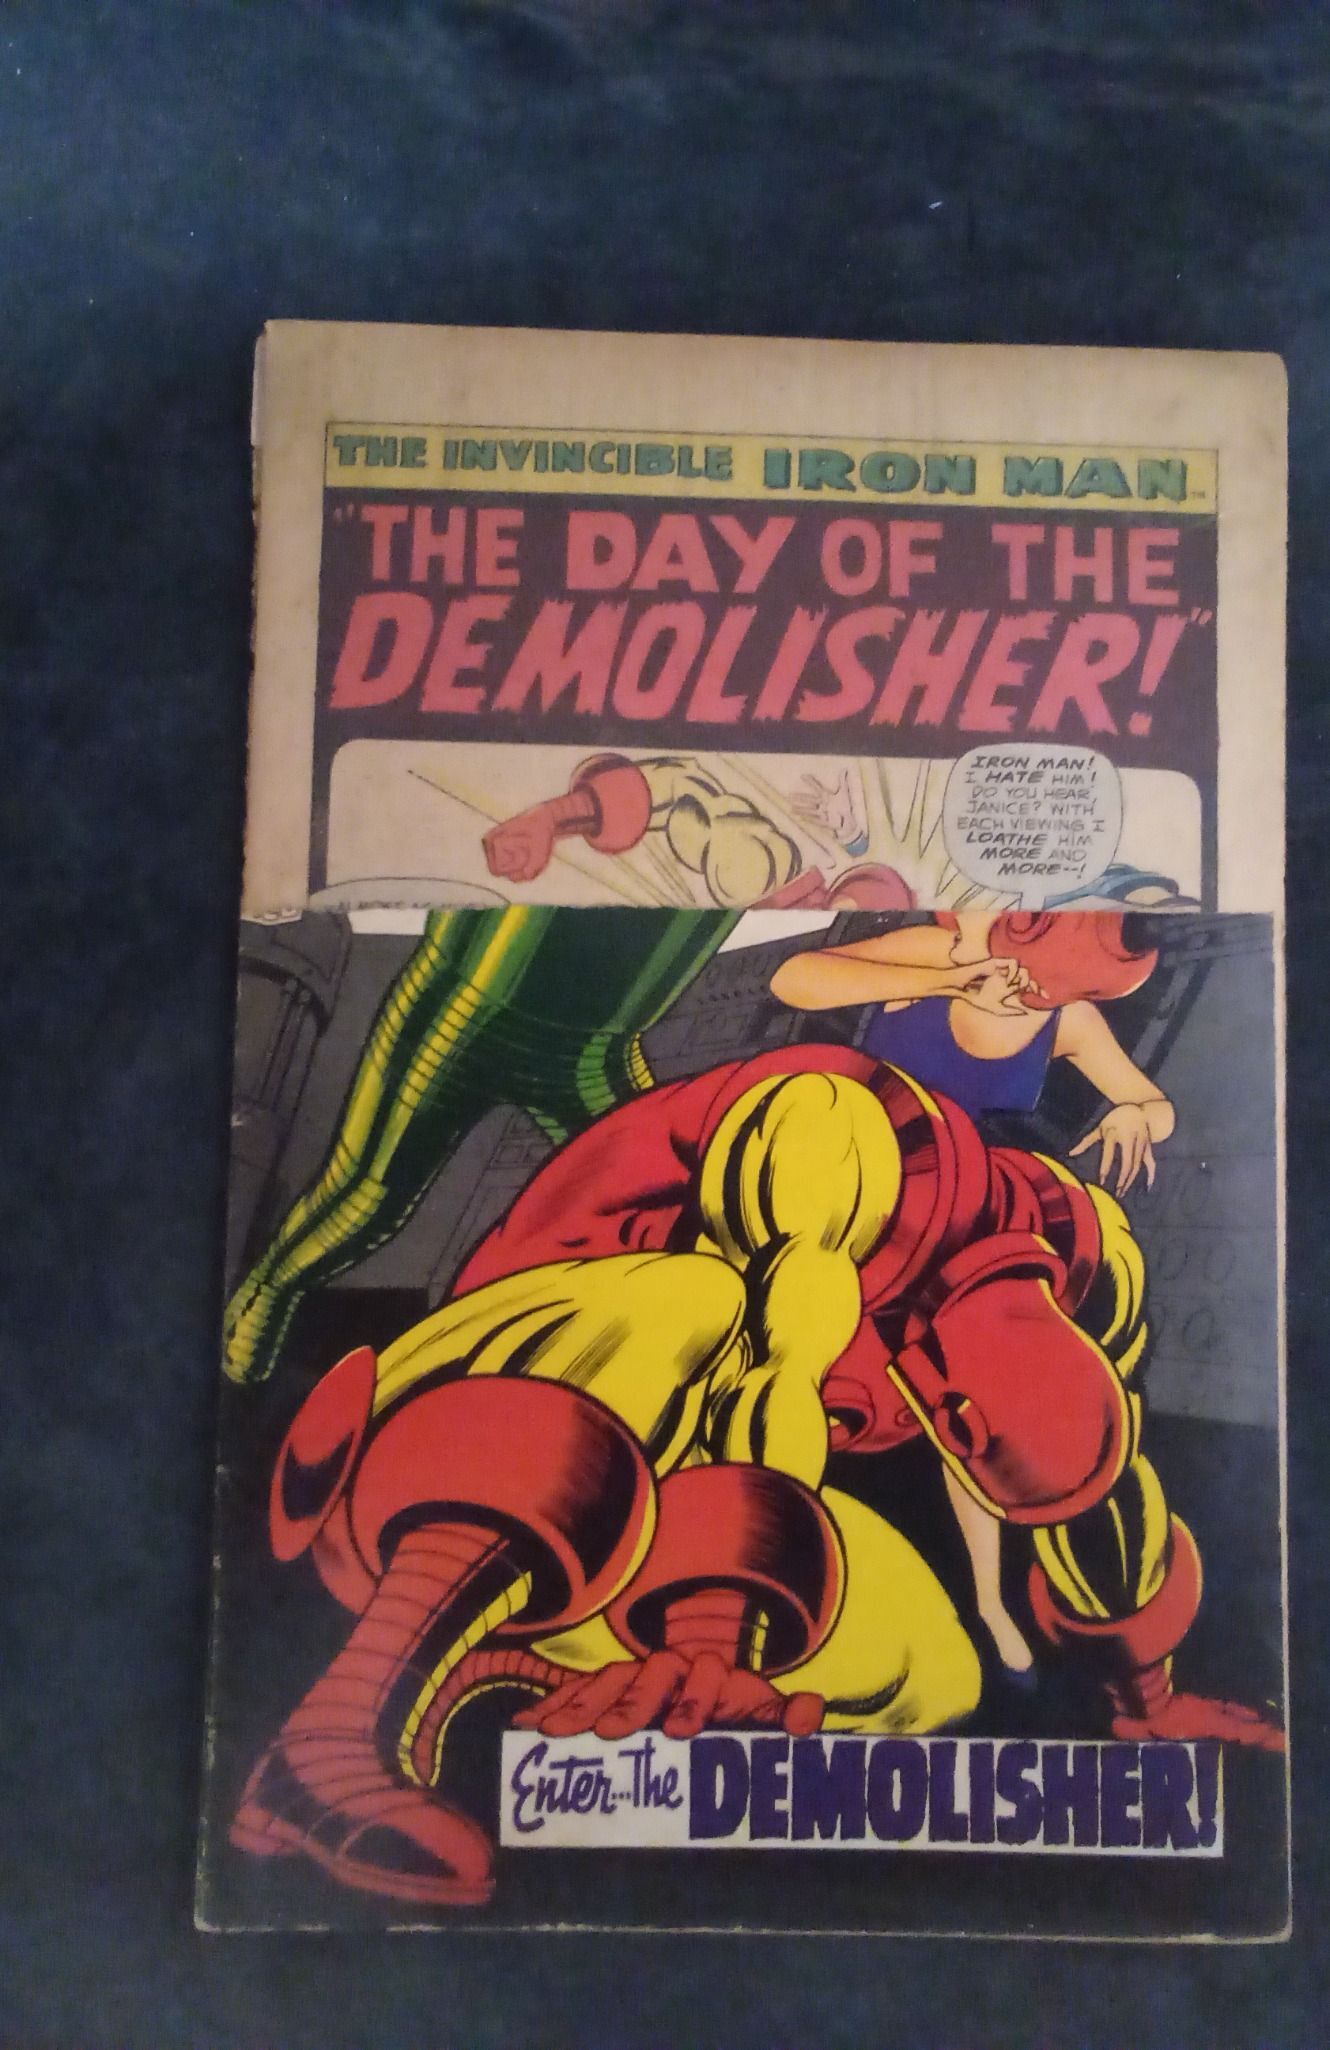 THE INVINCIBLE IRON MAN™
"THE DAY OF THE
DEMOLISHER!"
IRON MAN!
I HATE HIM!
DO YOU HEAR,
JANICE? WITH
EACH VIEWING I
LOATHE HIM
MORE AND
MORE--!
Enter...The DEMOLISHER!